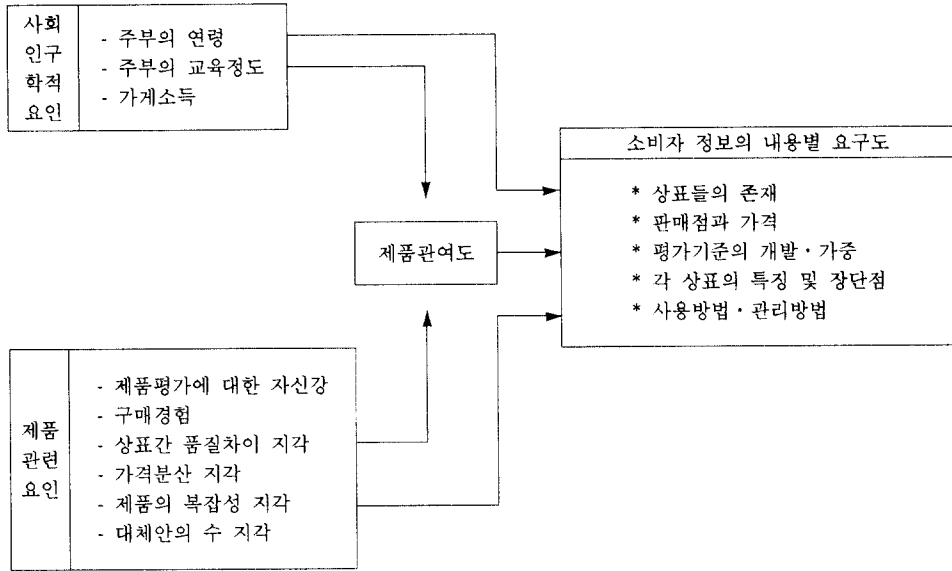 사회
인구
학적
요인
- 주부의 연령
- 주부의 교육정도
- 가게소득
소비자 정보의 내용별 요구도
* 상표들의 존재
* 판매점과 가격
* 평가기준의 개발·가중
* 각 상표의 특징 및 장단점
* 사용방법·관리방법
제품관여도
제품
관련
요인
- 제품평가에 대한 자신강
- 구매경험
- 상표간 품질차이 지각
- 가격분산 지각
- 제품의 복잡성 지각
- 대체안의 수 지각